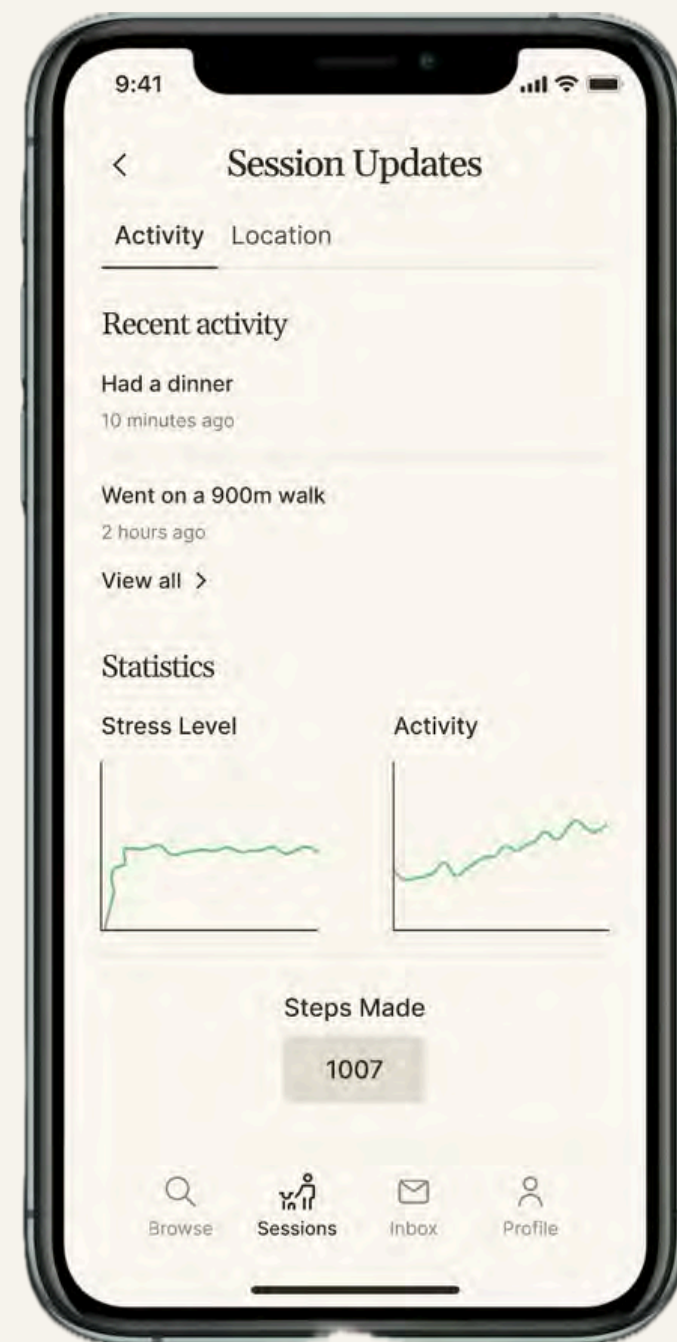 9:41
Session Updates
Activity Location
Recent activity
Had a dinner
10 minutes ago
Went on a 900m walk
2 hours ago
View all
Statistics
Stress Level Activity
Steps Made
1007
Browse Sessions Inbox Profile